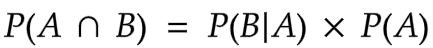 P(A ∩ B) = P(B|A) × P(A)